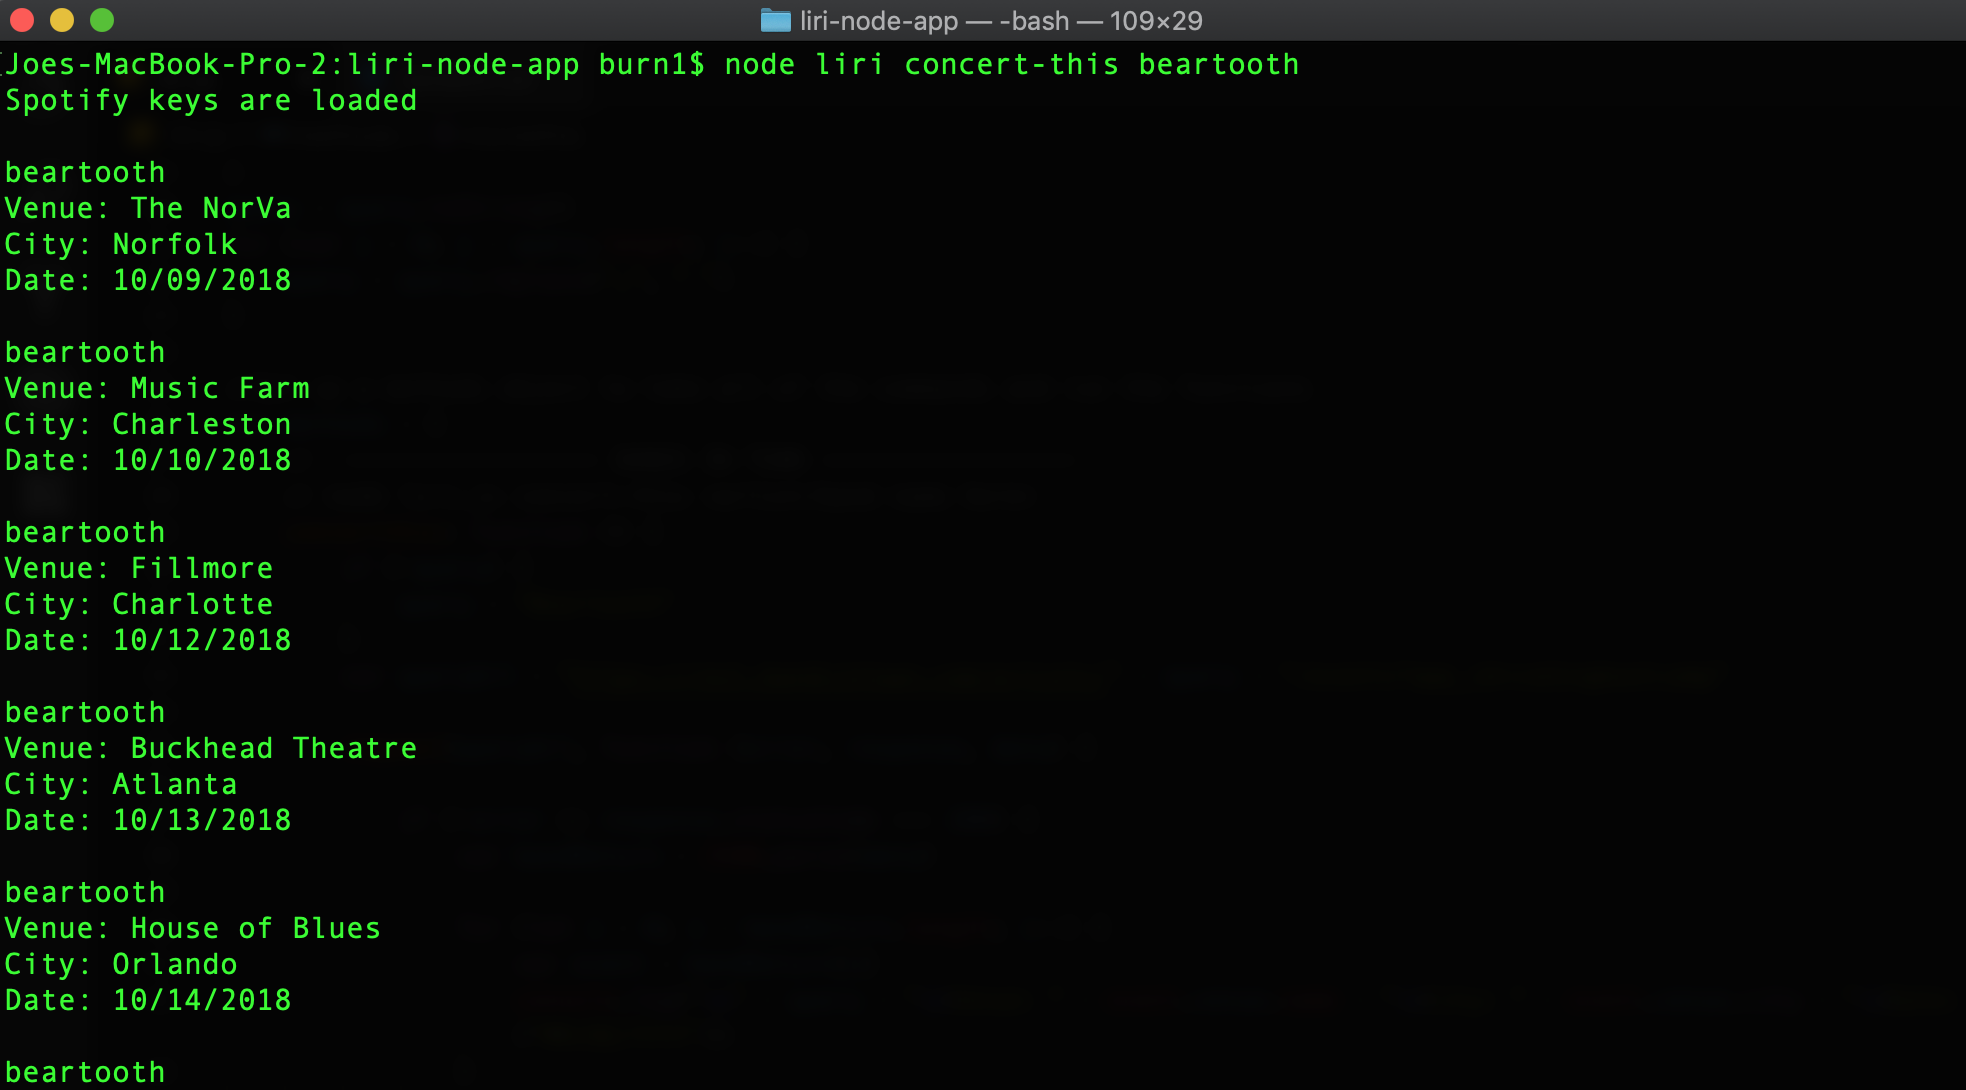 liri-node-app — -bash — 109×29
Joes-MacBook-Pro-2:liri-node-app burn1$ node liri concert-this beartooth
Spotify keys are loaded
beartooth
Venue: The NorVa
City: Norfolk
Date: 10/09/2018
beartooth
Venue: Music Farm
City: Charleston
Date: 10/10/2018
beartooth
Venue: Fillmore
City: Charlotte
Date: 10/12/2018
beartooth
Venue: Buckhead Theatre
City: Atlanta
Date: 10/13/2018
beartooth
Venue: House of Blues
City: Orlando
Date: 10/14/2018
beartooth